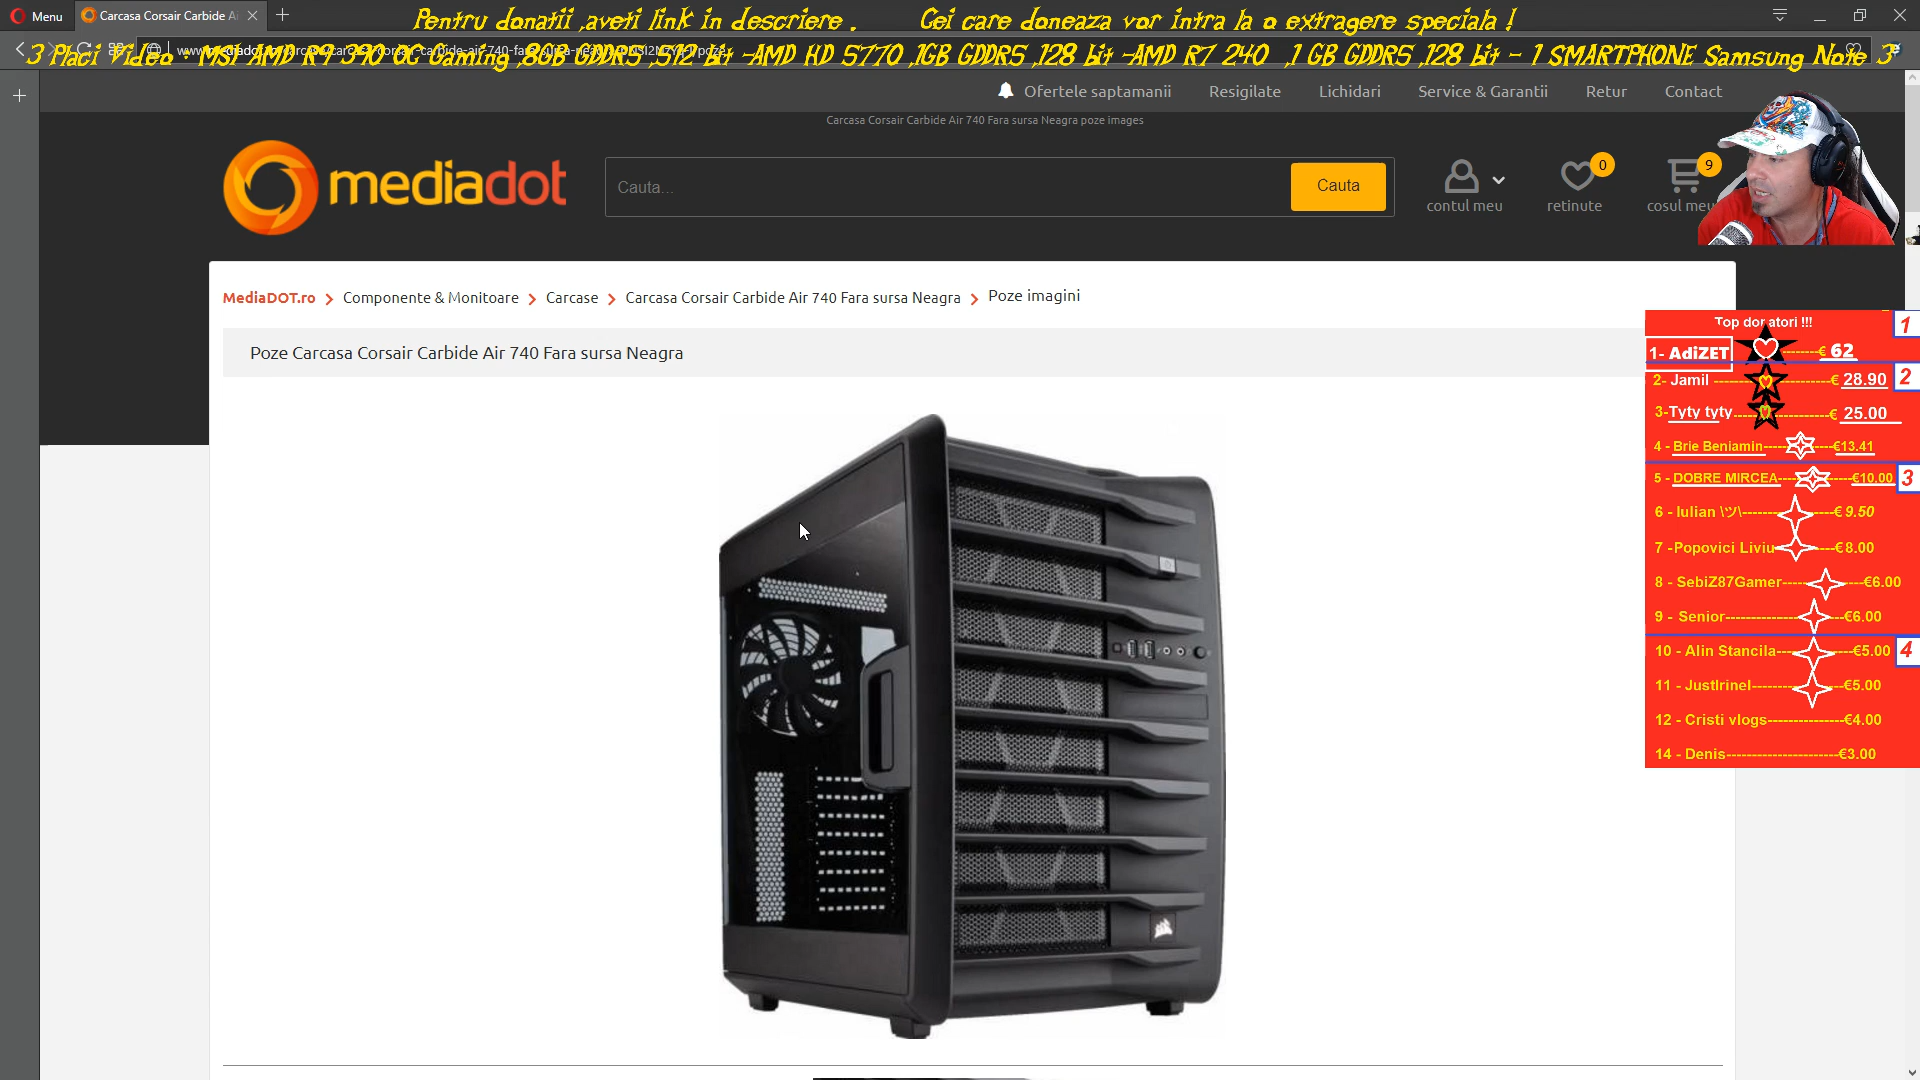 Menu
Carcasa Corsair Carbide Ai
Pentru donatii ,aveti link in descriere . Cei care doneaza vor intra la o extragere speciala !
3 Placi Video - MSI AMD R9 390 OC Gaming ,8GB GDDR5 ,512 bit -AMD HD 5770 ,1GB GDDR5 ,128 bit -AMD R7 240 ,1 GB GDDR5 ,128 bit - 1 SMARTPHONE Samsung Note 3
Ofertele saptamanii Resigilate Lichidari Service & Garantii Retur Contact
Carcasa Corsair Carbide Air 740 Fara sursa Neagra poze images
mediadot
Cauta...
Cauta
contul meu
0
retinute
9
cosul meu
MediaDOT.ro > Componente & Monitoare > Carcase > Carcasa Corsair Carbide Air 740 Fara sursa Neagra > Poze imagini
Poze Carcasa Corsair Carbide Air 740 Fara sursa Neagra
Top donatori !!! 1
1- AdiZET -------€ 62
2- Jamil ------------------------€ 28.90 2
3-Tyty tyty------------------€ 25.00
4 - Brie Beniamin------------€13.41
5 - DOBRE MIRCEA------------€10.00 3
6 - Iulian \ツ\----------------€ 9.50
7 -Popovici Liviu-----------€8.00
8 - SebiZ87Gamer------------€6.00
9 - Senior---------------------€6.00
10 - Alin Stancila------------€5.00 4
11 - JustIrinel----------------€5.00
12 - Cristi vlogs---------------€4.00
14 - Denis----------------------€3.00